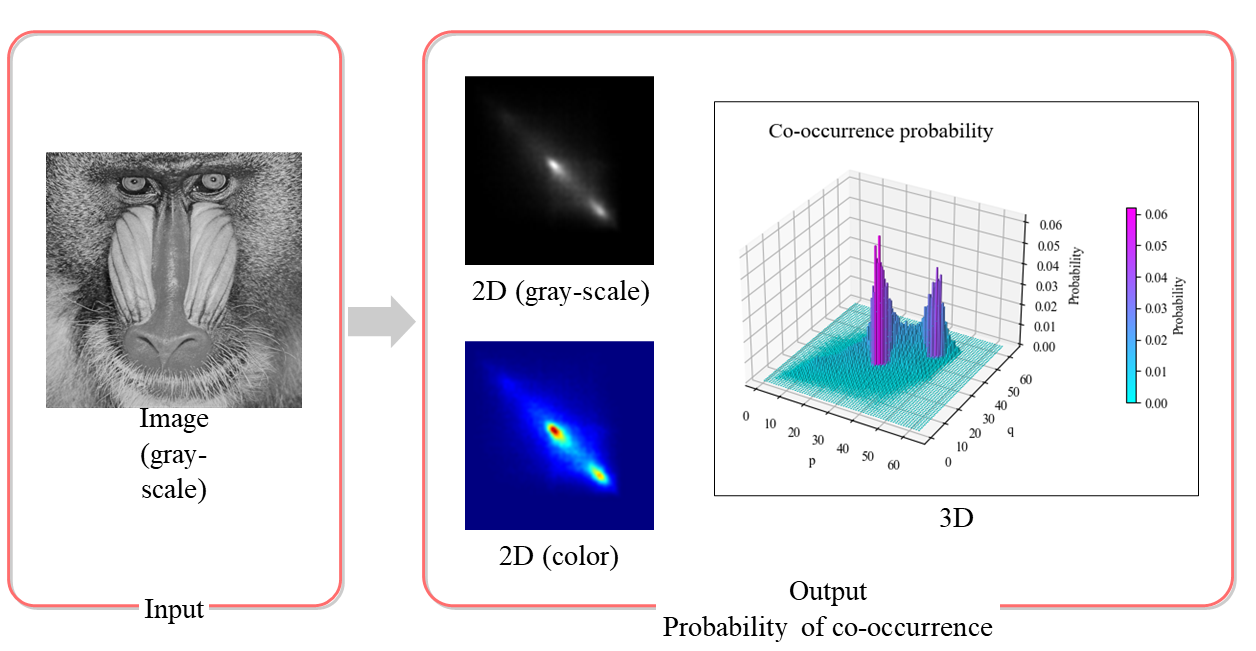 Image
(gray-
scale)
Input
2D (gray-scale)
2D (color)
Co-occurrence probability
0.06
0.05
0.04
0.03
0.02
0.01
0.00
Probability
0
10
20
30
40
50
60
p
0
10
20
30
40
50
60
q
0.06
0.05
0.04
0.03
0.02
0.01
0.00
Probability
3D
Output
Probability of co-occurrence